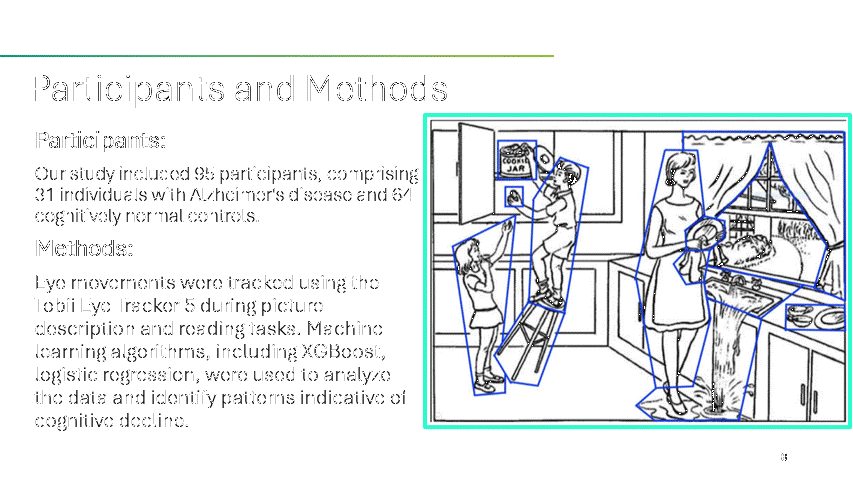 Participants and Methods
Participants:
Our study included 95 participants, comprising
31 individuals with Alzheimer's disease and 64
cognitively normal controls.
Methods:
Eye movements were tracked using the
Tobii Eye Tracker 5 during picture
description and reading tasks. Machine
learning algorithms, including XGBoost,
logistic regression, were used to analyze
the data and identify patterns indicative of
cognitive decline.
COOKIE
JAR